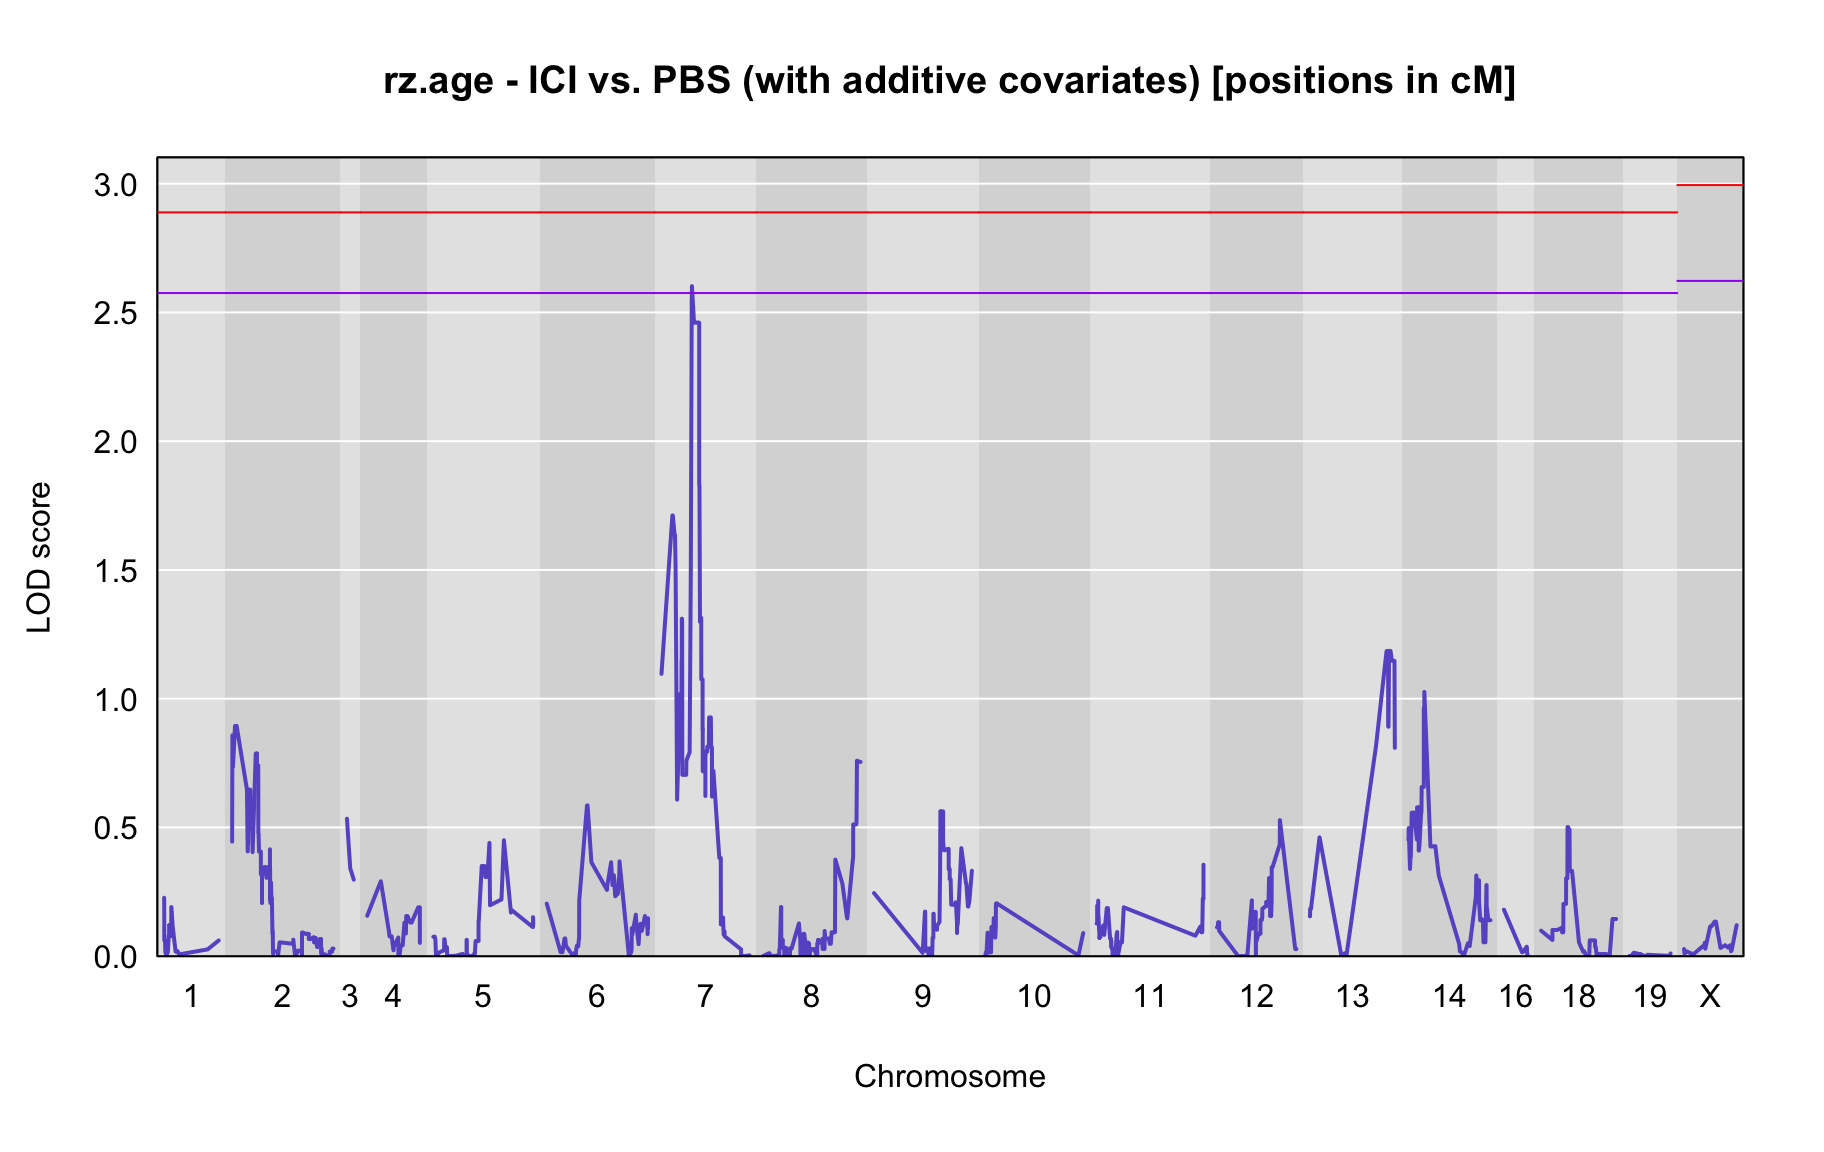 rz.age - ICI vs. PBS (with additive covariates) [positions in cM]
3.0
2.5
2.0
1.5
1.0
0.5
0.0
LOD score
1 2 3 4 5 6 7 8 9 10 11 12 13 14 16 18 19 X
Chromosome